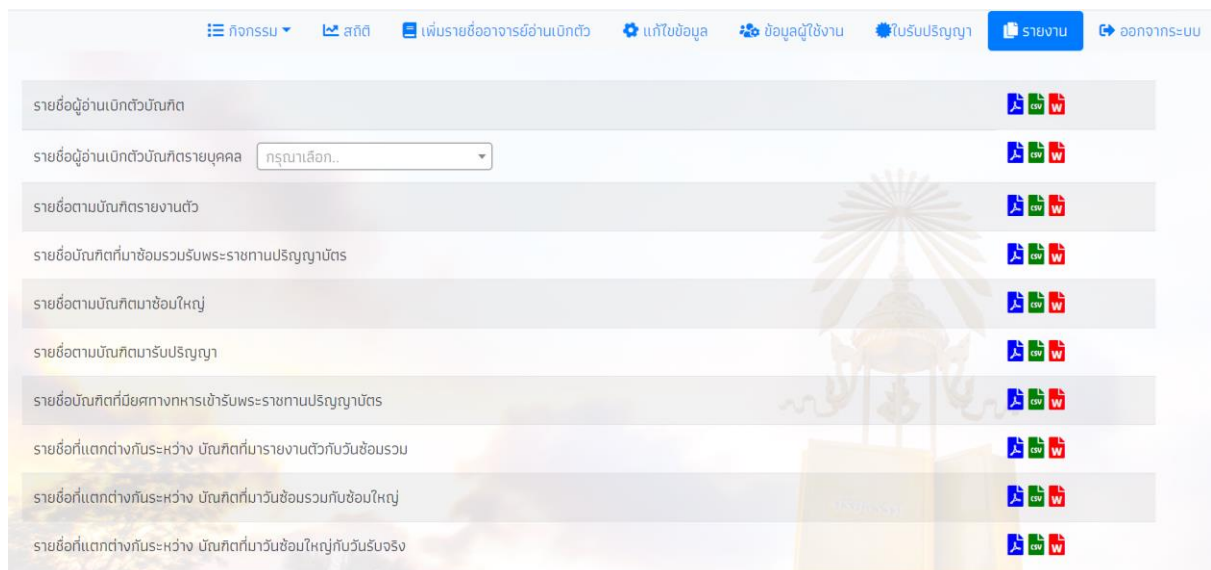 กิจกรรม สถิติ เพิ่มรายชื่ออาจารย์อ่านเบิกตัว แก้ไขข้อมูล ข้อมูลผู้ใช้งาน ใบรับปริญญา รายงาน ออกจากระบบ
รายชื่อผู้อ่านเบิกตัวบัณฑิต CSV W
รายชื่อผู้อ่านเบิกตัวบัณฑิตรายบุคคล กรุณาเลือก.. CSV W
รายชื่อตามบัณฑิตรายงานตัว CSV W
รายชื่อบัณฑิตที่มาซ้อมรวมรับพระราชทานปริญญาบัตร CSV W
รายชื่อตามบัณฑิตมาซ้อมใหญ่ CSV W
รายชื่อตามบัณฑิตมารับปริญญา CSV W
รายชื่อบัณฑิตที่มียศทางทหารเข้ารับพระราชทานปริญญาบัตร CSV W
รายชื่อที่แตกต่างกันระหว่าง บัณฑิตที่มารายงานตัวกับวันซ้อมรวม CSV W
รายชื่อที่แตกต่างกันระหว่าง บัณฑิตที่มาวันซ้อมรวมกับซ้อมใหญ่ CSV W
รายชื่อที่แตกต่างกันระหว่าง บัณฑิตที่มาวันซ้อมใหญ่กับวันรับจริง CSV W